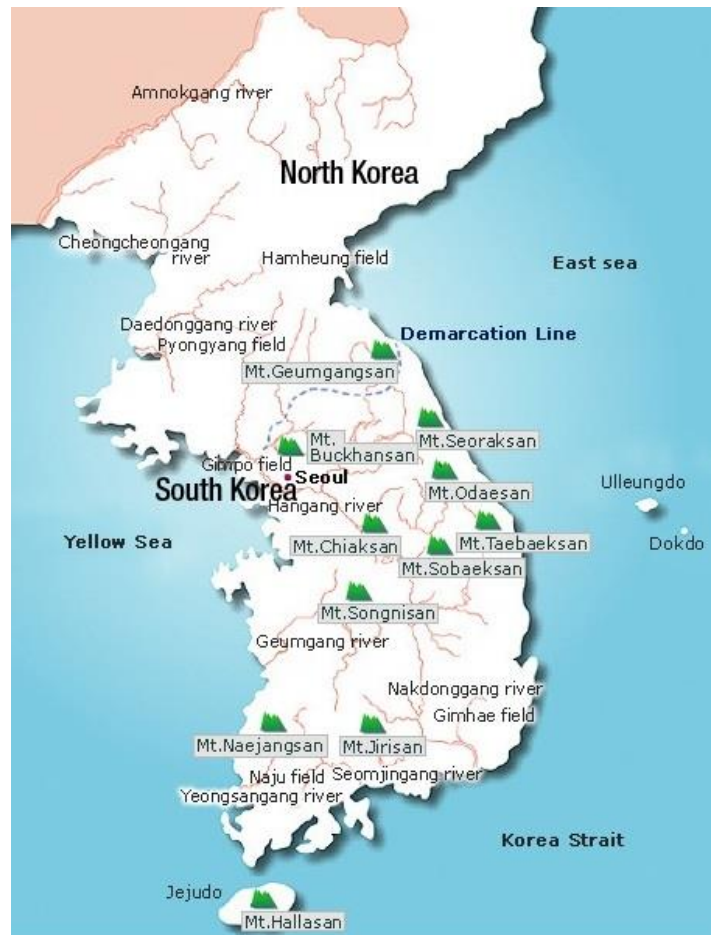 Amnokgang river
North Korea
Cheongcheongang
river
Hamheung field
East sea
Daedonggang river
Pyongyang field
Demarcation Line
Mt.Geumgangsan
Mt.Seoraksan
Mt.
Buckhansan
Gimpo field
Seoul
South Korea
Mt.Odaesan
Ulleungdo
Hangang river
Yellow Sea
Mt.Chiaksan
Mt.Taebaeksan
Dokdo
Mt.Sobaeksan
Mt.Songnisan
Geumgang river
Nakdonggang river
Gimhae field
Mt.Naejangsan
Mt.Jirisan
Naju field
Seomjingang river
Yeongsangang river
Korea Strait
Jejudo
Mt.Hallasan